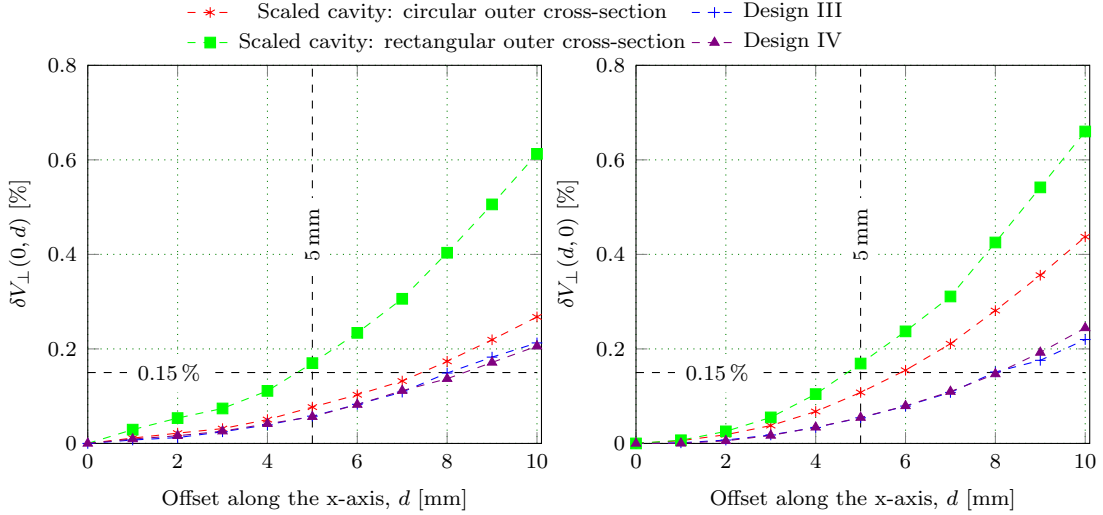 Scaled cavity: circular outer cross-section Design III
Scaled cavity: rectangular outer cross-section Design IV
0.8 0.8
0.6 0.6
0.4 0.4
0.2 0.2
0 0
δV⊥(0, d) [%]
δV⊥(d, 0) [%]
5 mm 5 mm
0.15 % 0.15 %
0 2 4 6 8 10 0 2 4 6 8 10
Offset along the x-axis, d [mm] Offset along the x-axis, d [mm]